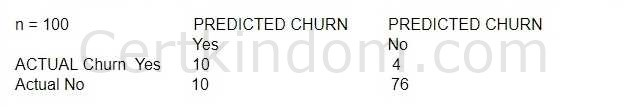 n = 100 PREDICTED CHURN PREDICTED CHURN
Yes No
ACTUAL Churn Yes 10 4
Actual No 10 76
Certkindom.com